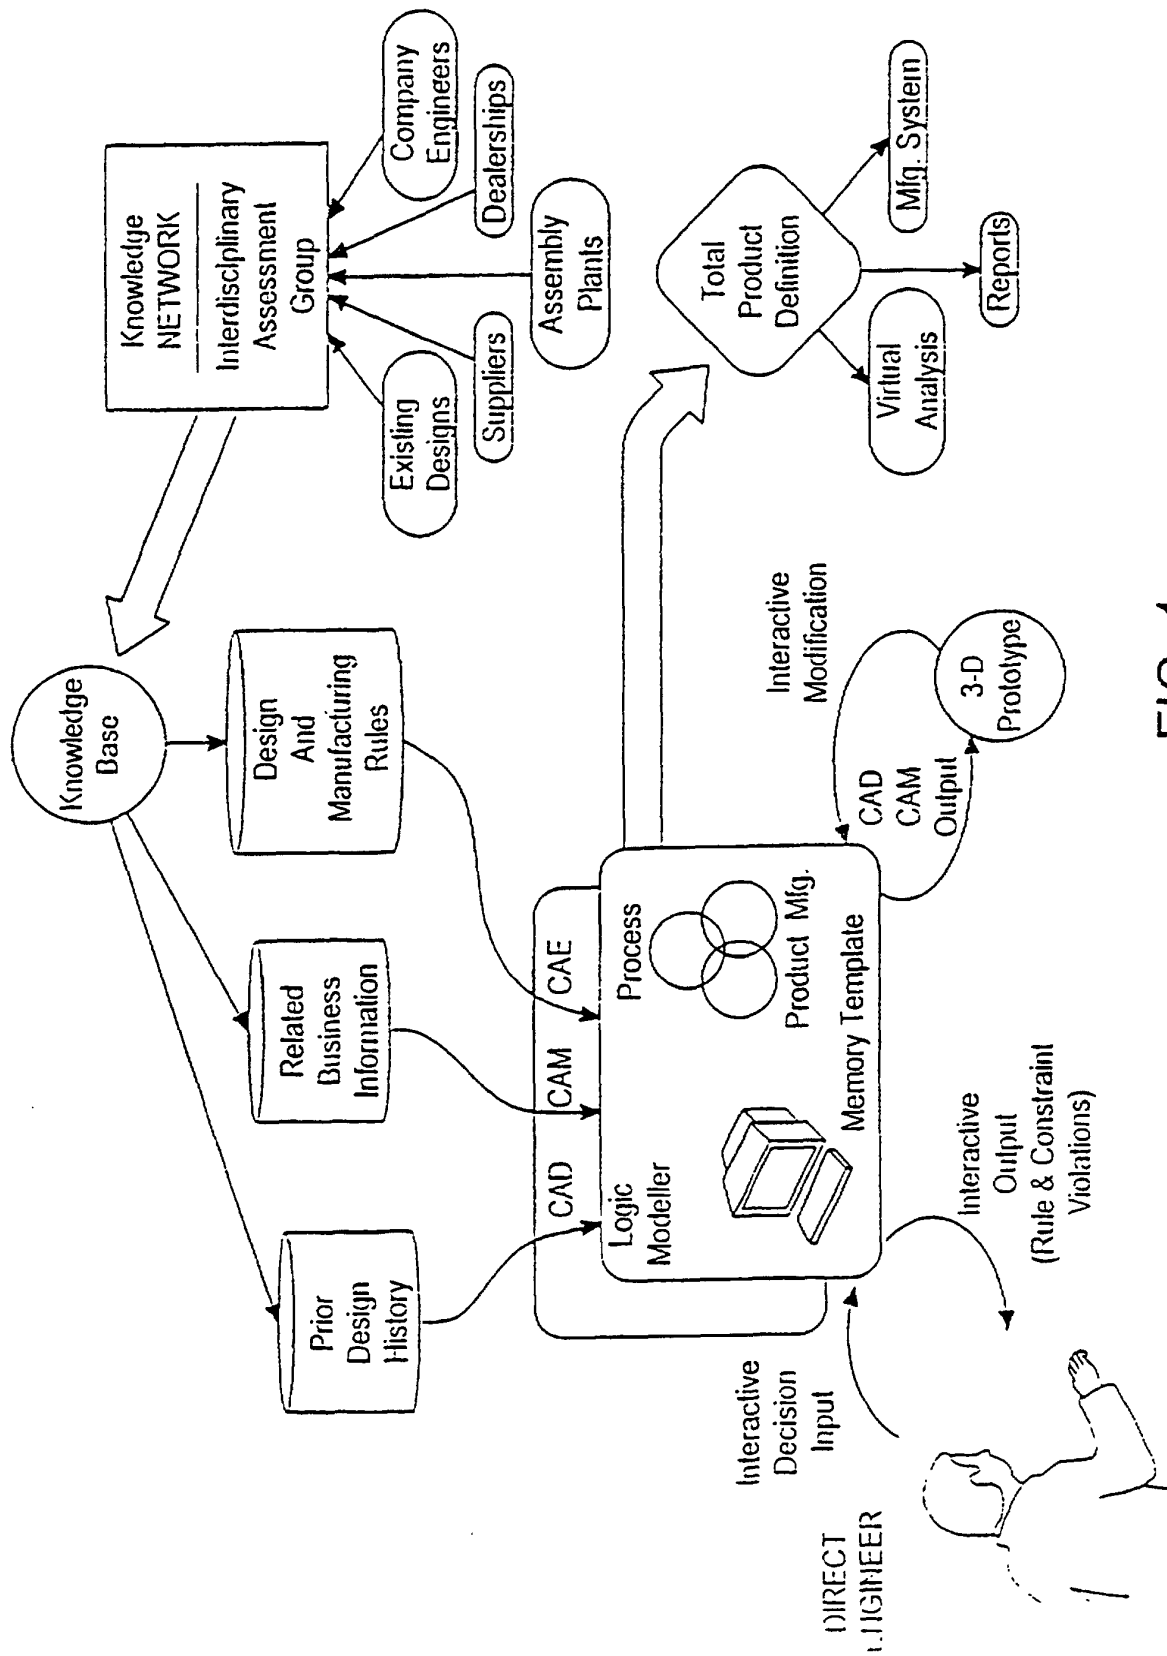 Knowledge
Base
Knowledge
NETWORK
Interdisciplinary
Assessment
Group
Existing
Designs
Suppliers
Assembly
Plants
Dealerships
Company
Engineers
Prior
Design
History
Related
Business
Information
Design
And
Manufacturing
Rules
CAD
CAM
CAE
Logic
Modeller
Process
Product Mfg.
Memory Template
Total
Product
Definition
Virtual
Analysis
Reports
Mfg. System
Interactive
Modification
CAD
CAM
Output
3-D
Prototype
Interactive
Decision
Input
Interactive
Output
(Rule & Constraint
Violations)
DIRECT